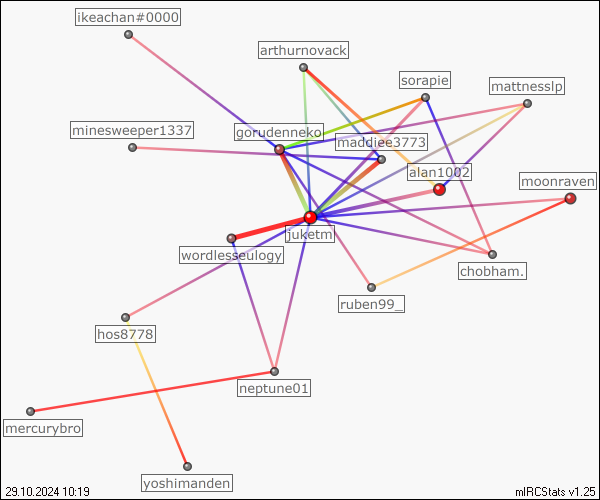 ikeachan#0000
arthurnovack
sorapie
mattnesslp
minesweeper1337
gorudenneko
maddiee3773
alan1002
moonraven
juketm
wordlesseulogy
chobham.
ruben99_
hos8778
neptune01
mercurybro
yoshimanden
29.10.2024 10:19
mIRCStats v1.25